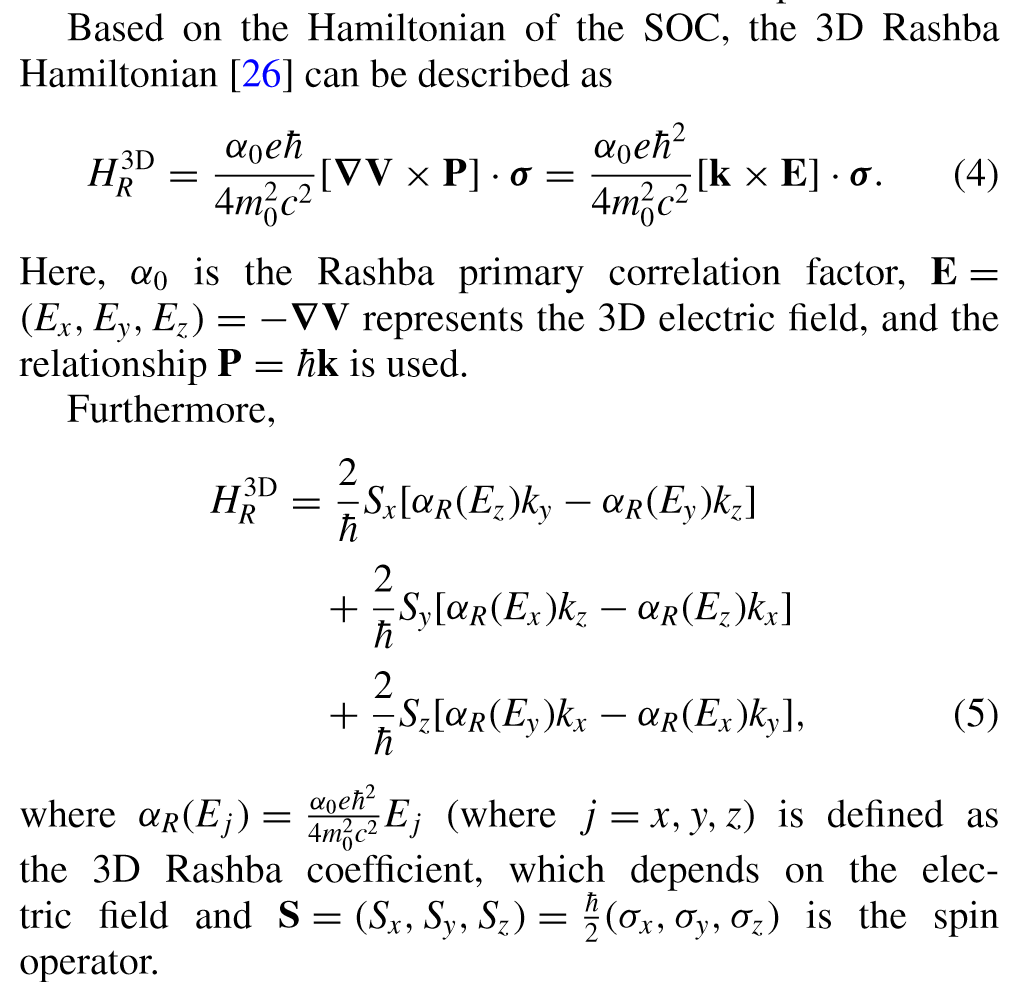 Based on the Hamiltonian of the SOC, the 3D Rashba
Hamiltonian [26] can be described as
$H_R^{3D} = \frac{\alpha_0 e\hbar}{4m_0^2c^2}[\boldsymbol{\nabla}\mathbf{V} \times \mathbf{P}] \cdot \boldsymbol{\sigma} = \frac{\alpha_0 e\hbar^2}{4m_0^2c^2}[\mathbf{k} \times \mathbf{E}] \cdot \boldsymbol{\sigma}.$ (4)
Here, $\alpha_0$ is the Rashba primary correlation factor, $\mathbf{E} =$
$(E_x, E_y, E_z) = -\boldsymbol{\nabla}\mathbf{V}$ represents the 3D electric field, and the
relationship $\mathbf{P} = \hbar\mathbf{k}$ is used.
Furthermore,
$H_R^{3D} = \frac{2}{\hbar}S_x[\alpha_R(E_z)k_y - \alpha_R(E_y)k_z]$
$+ \frac{2}{\hbar}S_y[\alpha_R(E_x)k_z - \alpha_R(E_z)k_x]$
$+ \frac{2}{\hbar}S_z[\alpha_R(E_y)k_x - \alpha_R(E_x)k_y],$ (5)
where $\alpha_R(E_j) = \frac{\alpha_0 e\hbar^2}{4m_0^2c^2}E_j$ (where $j = x, y, z$) is defined as
the 3D Rashba coefficient, which depends on the elec-
tric field and $\mathbf{S} = (S_x, S_y, S_z) = \frac{\hbar}{2}(\sigma_x, \sigma_y, \sigma_z)$ is the spin
operator.